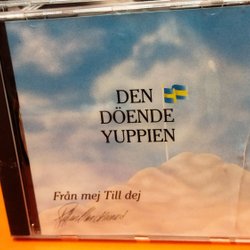 DEN
DÖENDE
YUPPIEN
Från mej Till dej